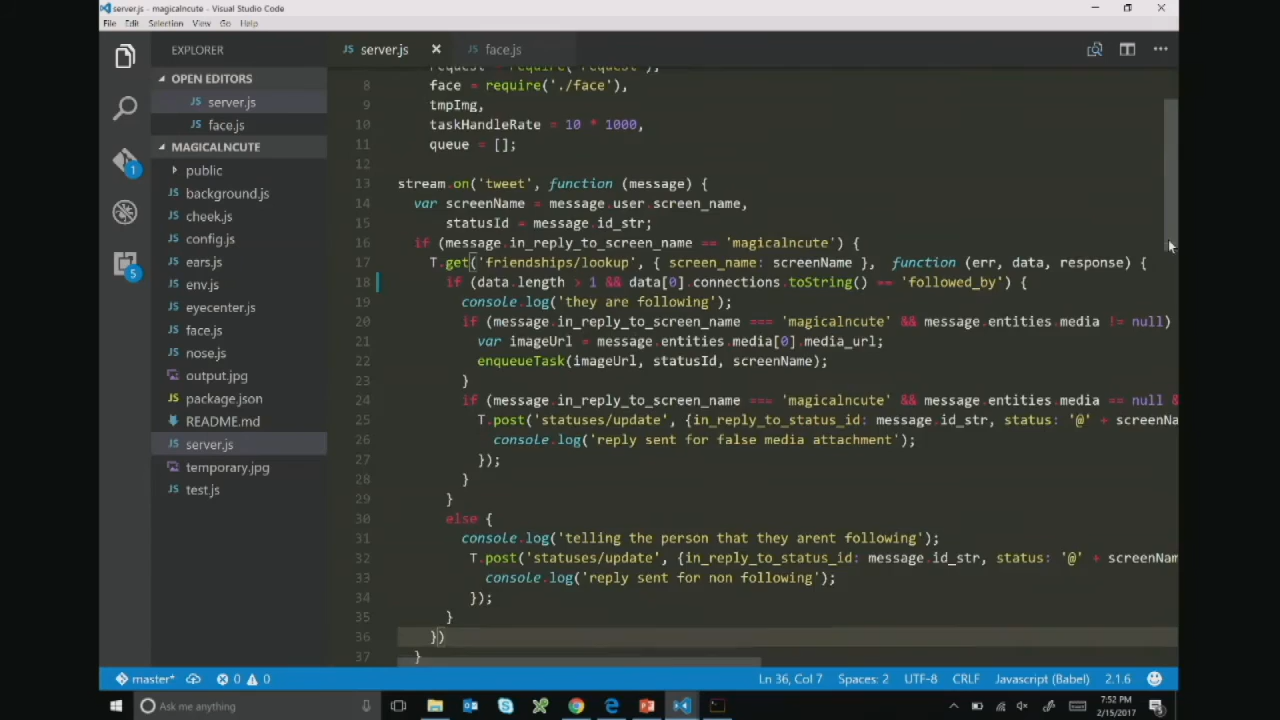 server.js - magicalncute - Visual Studio Code
File Edit Selection View Go Help
EXPLORER
server.js
face.js
OPEN EDITORS
server.js
face.js
MAGICALNCUTE
public
background.js
cheek.js
config.js
ears.js
env.js
eyecenter.js
face.js
nose.js
output.jpg
package.json
README.md
server.js
temporary.jpg
test.js
1
5
request = require('request'),
8 face = require('./face'),
9 tmpImg,
10 taskHandleRate = 10 * 1000,
11 queue = [];
12
13 stream.on('tweet', function (message) {
14 var screenName = message.user.screen_name,
15 statusId = message.id_str;
16 if (message.in_reply_to_screen_name == 'magicalncute') {
17 T.get('friendships/lookup', { screen_name: screenName }, function (err, data, response) {
18 if (data.length > 1 && data[0].connections.toString() == 'followed_by') {
19 console.log('they are following');
20 if (message.in_reply_to_screen_name === 'magicalncute' && message.entities.media != null)
21 var imageUrl = message.entities.media[0].media_url;
22 enqueueTask(imageUrl, statusId, screenName);
23 }
24 if (message.in_reply_to_screen_name === 'magicalncute' && message.entities.media == null &
25 T.post('statuses/update', {in_reply_to_status_id: message.id_str, status: '@' + screenNa
26 console.log('reply sent for false media attachment');
27 });
28 }
29 }
30 else {
31 console.log('telling the person that they arent following');
32 T.post('statuses/update', {in_reply_to_status_id: message.id_str, status: '@' + screenNam
33 console.log('reply sent for non following');
34 });
35 }
36 })
37 }
master* 0 0 Ln 36, Col 7 Spaces: 2 UTF-8 CRLF Javascript (Babel) 2.1.6
Ask me anything
7:52 PM
2/15/2017